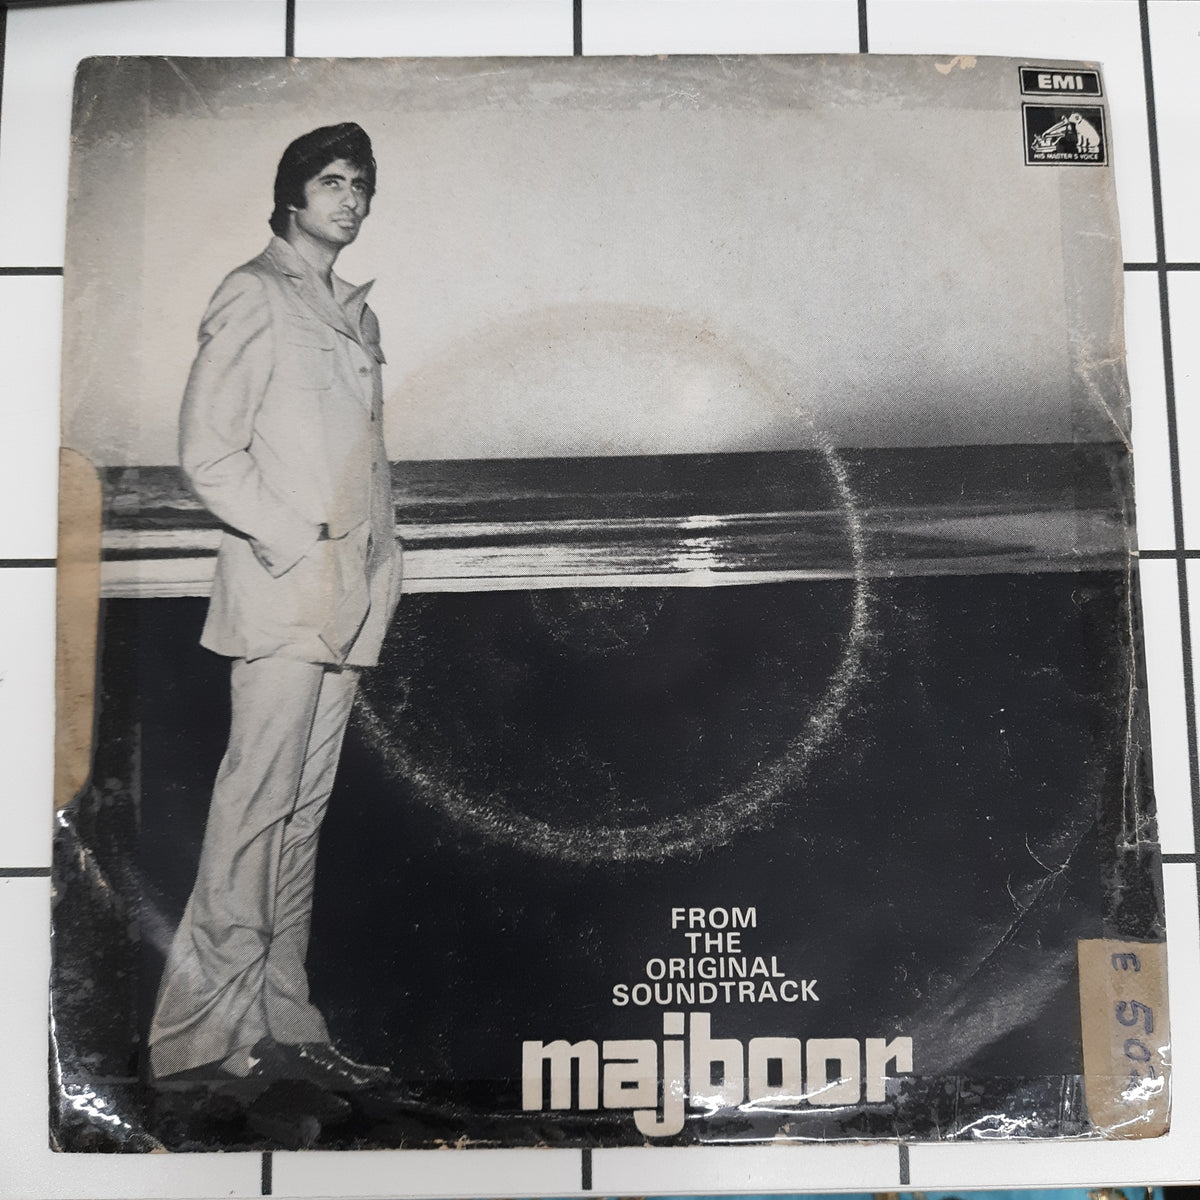 EMI
HIS MASTER'S VOICE
FROM
THE
ORIGINAL
SOUNDTRACK
majboor